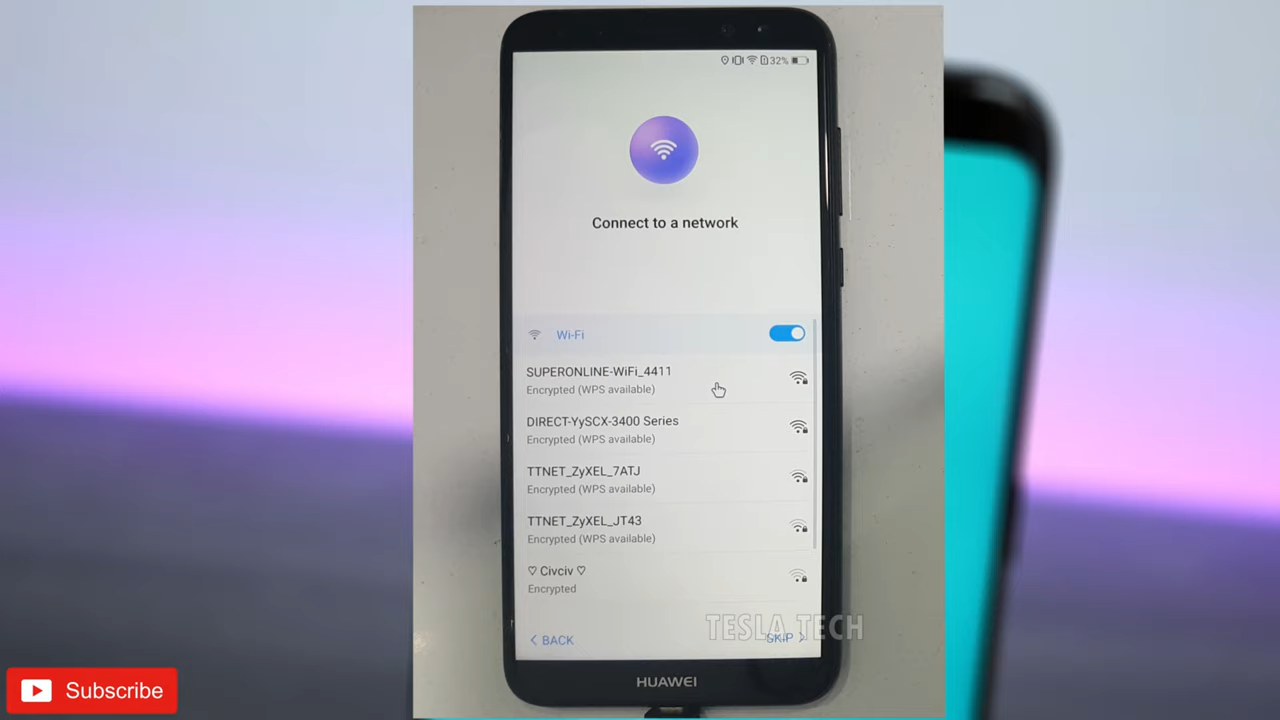 32%
Connect to a network
Wi-Fi
SUPERONLINE-WiFi_4411
Encrypted (WPS available)
DIRECT-YySCX-3400 Series
Encrypted (WPS available)
TTNET_ZyXEL_7ATJ
Encrypted (WPS available)
TTNET_ZyXEL_JT43
Encrypted (WPS available)
♡ Civciv ♡
Encrypted
TESLA TECH
< BACK
SKIP >
HUAWEI
Subscribe